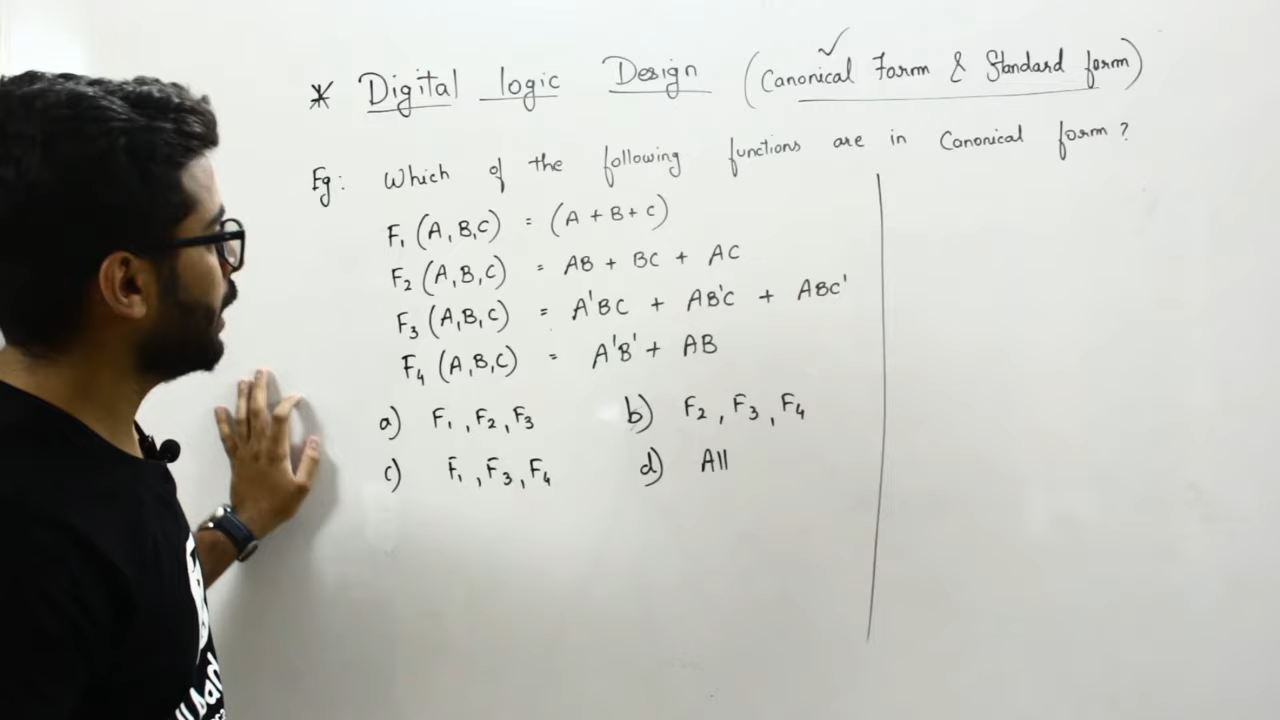 * Digital logic Design (Canonical Form & Standard form)
Eg: Which of the following functions are in Canonical form?
F₁ (A,B,C) = (A + B + C)
F₂ (A,B,C) = AB + BC + AC
F₃ (A,B,C) = A'BC + AB'C + ABC'
F₄ (A,B,C) = A'B' + AB
a) F₁, F₂, F₃ b) F₂, F₃, F₄
c) F₁, F₃, F₄ d) All